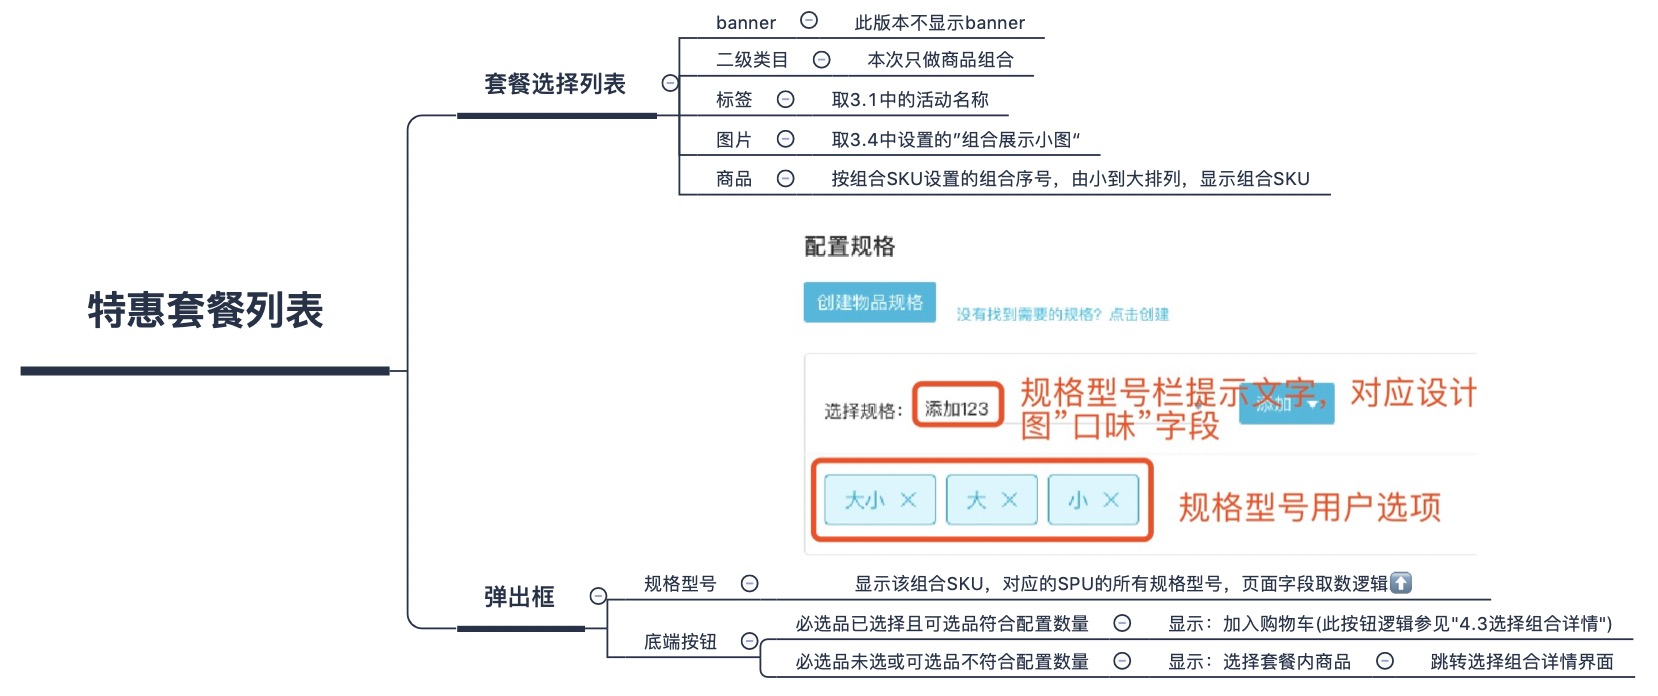 特惠套餐列表
套餐选择列表
banner 此版本不显示banner
二级类目 本次只做商品组合
标签 取3.1中的活动名称
图片 取3.4中设置的”组合展示小图“
商品 按组合SKU设置的组合序号，由小到大排列，显示组合SKU
配置规格
创建物品规格 没有找到需要的规格？点击创建
选择规格： 添加123 添加
规格型号栏提示文字，对应设计
图”口味”字段
大小 × 大 × 小 ×
规格型号用户选项
弹出框
规格型号 显示该组合SKU，对应的SPU的所有规格型号，页面字段取数逻辑⬆️
底端按钮
必选品已选择且可选品符合配置数量 显示：加入购物车(此按钮逻辑参见"4.3选择组合详情")
必选品未选或可选品不符合配置数量 显示：选择套餐内商品 跳转选择组合详情界面